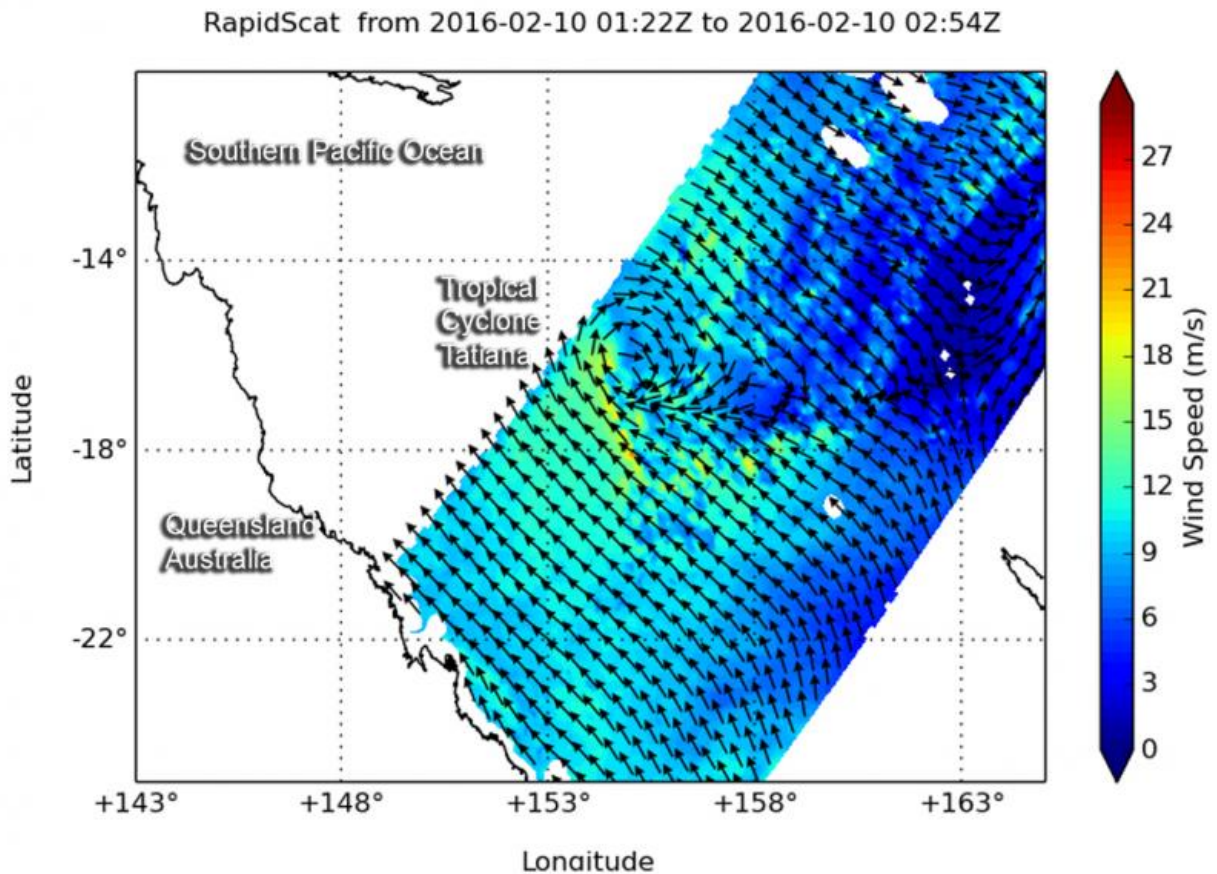 RapidScat from 2016-02-10 01:22Z to 2016-02-10 02:54Z
Southern Pacific Ocean
-14°
Tropical
Cyclone
Tatiana
Latitude
-18°
Queensland
Australia
-22°
+143°
+148°
+153°
+158°
+163°
Longitude
27
24
21
18
15
12
9
6
3
0
Wind Speed (m/s)